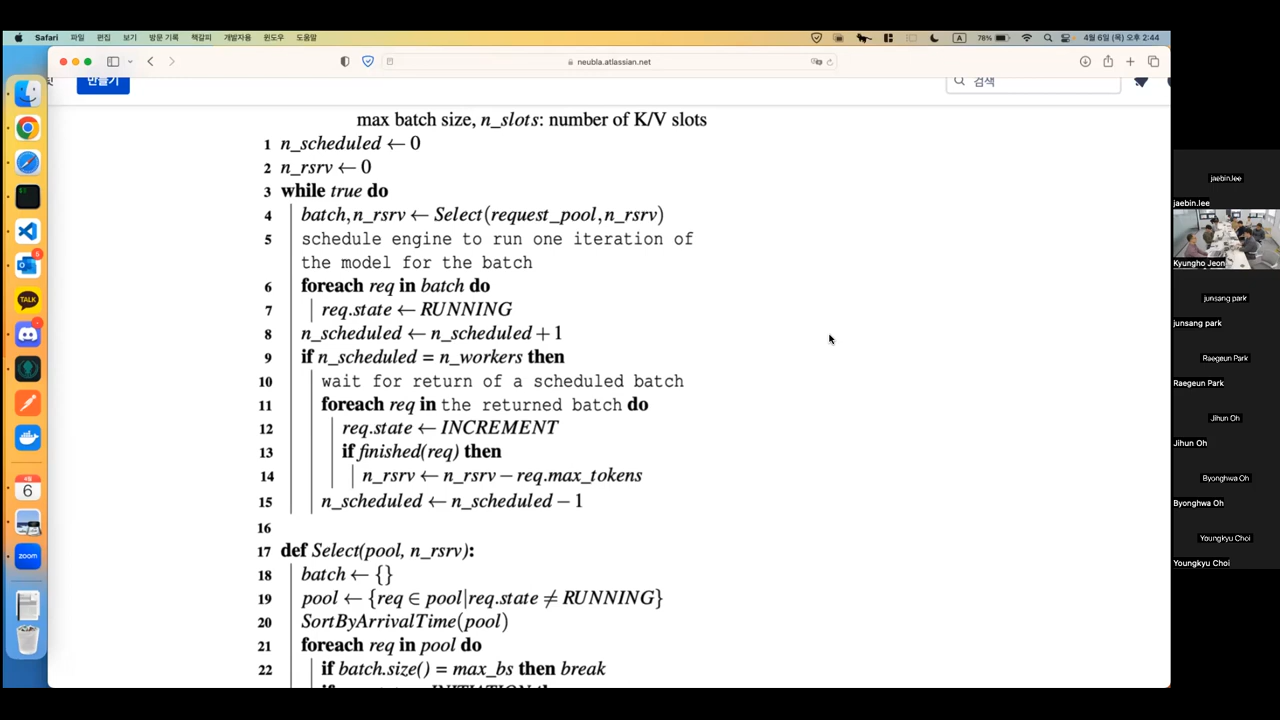 Safari 파일 편집 보기 방문 기록 책갈피 개발자용 윈도우 도움말
A 78% 4월 6일 (목) 오후 2:44
neubla.atlassian.net
만들기
검색
max batch size, n_slots: number of K/V slots
1 n_scheduled ← 0
2 n_rsrv ← 0
3 while true do
4 batch, n_rsrv ← Select(request_pool, n_rsrv)
5 schedule engine to run one iteration of
the model for the batch
6 foreach req in batch do
7 req.state ← RUNNING
8 n_scheduled ← n_scheduled + 1
9 if n_scheduled = n_workers then
10 wait for return of a scheduled batch
11 foreach req in the returned batch do
12 req.state ← INCREMENT
13 if finished(req) then
14 n_rsrv ← n_rsrv − req.max_tokens
15 n_scheduled ← n_scheduled − 1
16
17 def Select(pool, n_rsrv):
18 batch ← {}
19 pool ← {req ∈ pool|req.state ≠ RUNNING}
20 SortByArrivalTime(pool)
21 foreach req in pool do
22 if batch.size() = max_bs then break
TALK
6
zoom
jaebin.lee
jaebin.lee
Kyungho Jeon
junsang park
junsang park
Raegeun Park
Raegeun Park
Jihun Oh
Jihun Oh
Byonghwa Oh
Byonghwa Oh
Youngkyu Choi
Youngkyu Choi